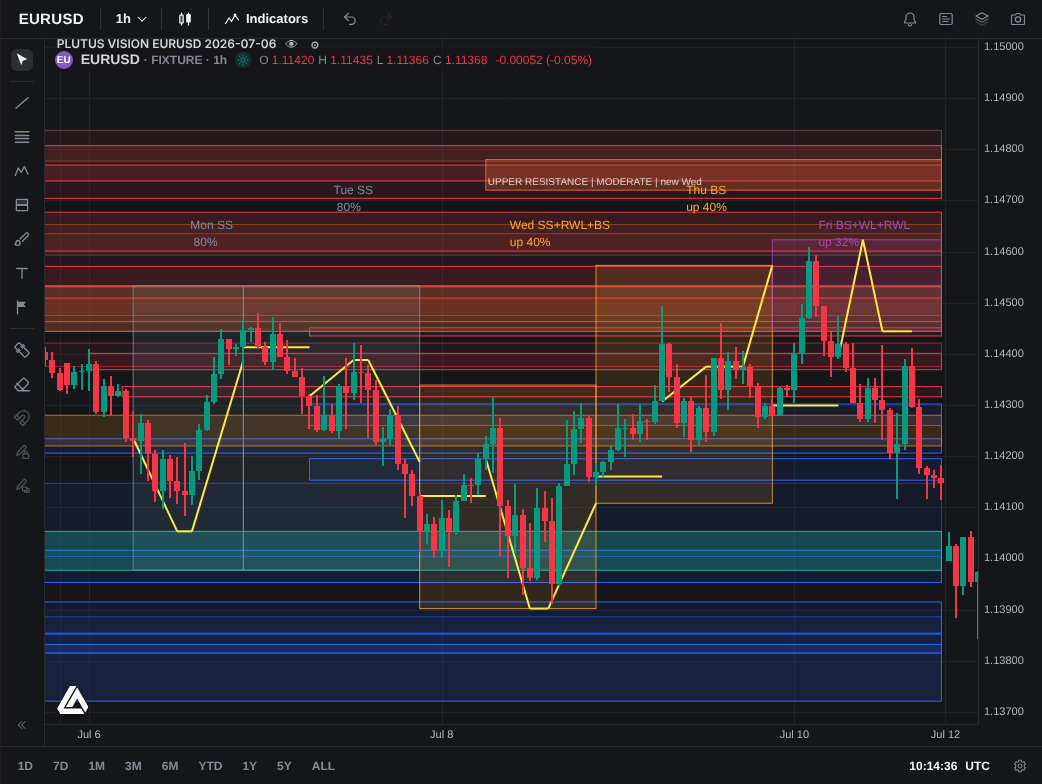 EURUSD 1h Indicators
PLUTUS VISION EURUSD 2026-07-06
EU EURUSD · FIXTURE · 1h O 1.11420 H 1.11435 L 1.11366 C 1.11368 -0.00052 (-0.05%)
1.15000
1.14900
1.14800
UPPER RESISTANCE | MODERATE | new Wed
Tue SS
80%
Thu BS
up 40%
1.14700
Mon SS
80%
Wed SS+RWL+BS
up 40%
Fri BS+WL+RWL
up 32%
1.14600
1.14500
1.14400
1.14300
1.14200
1.14100
1.14000
1.13900
1.13800
1.13700
Jul 6 Jul 8 Jul 10 Jul 12
1D 7D 1M 3M 6M YTD 1Y 5Y ALL 10:14:36 UTC